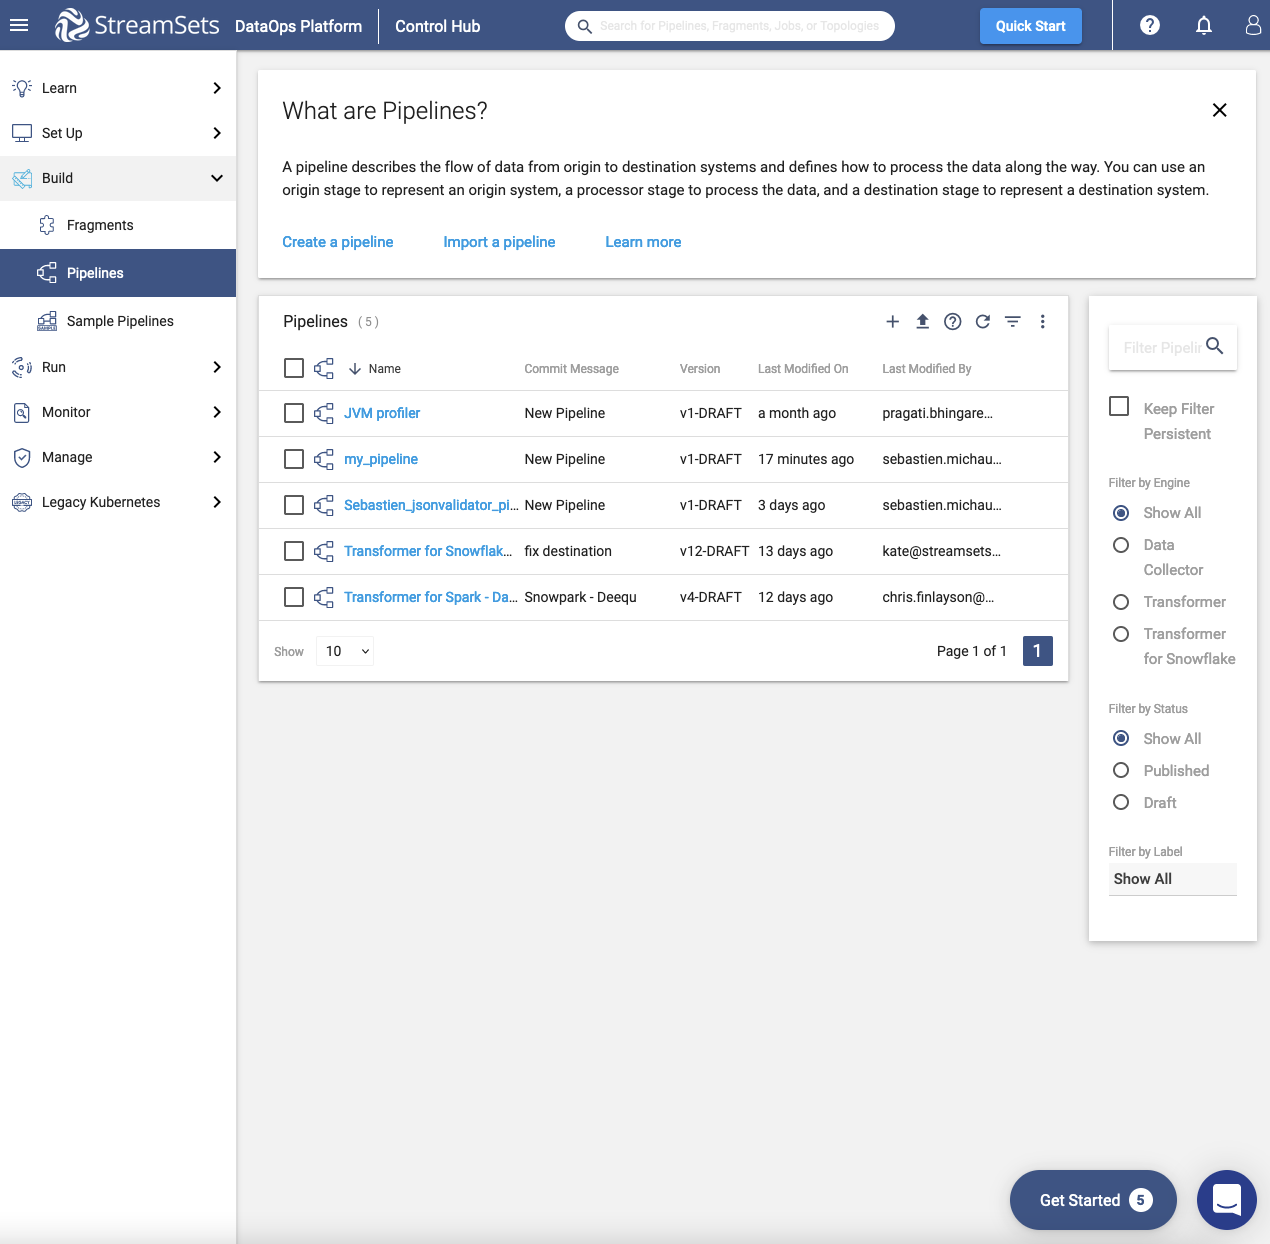 StreamSets DataOps Platform Control Hub
Search for Pipelines, Fragments, Jobs, or Topologies
Quick Start
Learn
Set Up
Build
Fragments
Pipelines
Sample Pipelines
Run
Monitor
Manage
Legacy Kubernetes
What are Pipelines?
A pipeline describes the flow of data from origin to destination systems and defines how to process the data along the way. You can use an
origin stage to represent an origin system, a processor stage to process the data, and a destination stage to represent a destination system.
Create a pipeline Import a pipeline Learn more
Pipelines ( 5 )
Name Commit Message Version Last Modified On Last Modified By
JVM profiler New Pipeline v1-DRAFT a month ago pragati.bhingare...
my_pipeline New Pipeline v1-DRAFT 17 minutes ago sebastien.michau...
Sebastien_jsonvalidator_pi... New Pipeline v1-DRAFT 3 days ago sebastien.michau...
Transformer for Snowflak... fix destination v12-DRAFT 13 days ago kate@streamsets...
Transformer for Spark - Da... Snowpark - Deequ v4-DRAFT 12 days ago chris.finlayson@...
Show 10 Page 1 of 1 1
Filter Pipelin
Keep Filter
Persistent
Filter by Engine
Show All
Data
Collector
Transformer
Transformer
for Snowflake
Filter by Status
Show All
Published
Draft
Filter by Label
Show All
Get Started 5